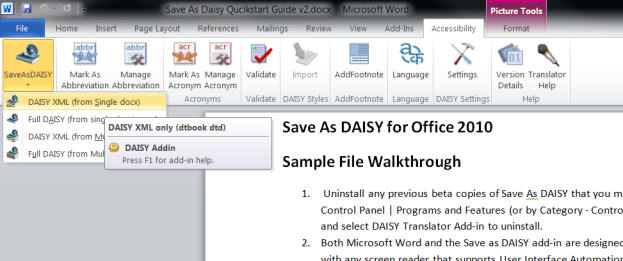 Save As Daisy Qucikstart Guide v2.docx - Microsoft Word
Picture Tools
File Home Insert Page Layout References Mailings Review View Add-Ins Accessibility Format
SaveAsDAISY
Mark As Abbreviation
Manage Abbreviation
Mark As Acronym
Manage Acronym
Validate
Import
AddFootnote
Language
Settings
Version Details
Translator Help
Acronyms Validate DAISY Styles AddFootnote Language DAISY Settings Help
DAISY XML (from Single docx)
Full DAISY (from sing
DAISY XML (from Mu
Full DAISY (from Mul
DAISY XML only (dtbook dtd)
DAISY Addin
Press F1 for add-in help.
Save As DAISY for Office 2010
Sample File Walkthrough
1. Uninstall any previous beta copies of Save As DAISY that you m
Control Panel | Programs and Features (or by Category - Contro
and select DAISY Translator Add-in to uninstall.
2. Both Microsoft Word and the Save as DAISY add-in are designed
with any screen reader that supports User Interface Automation